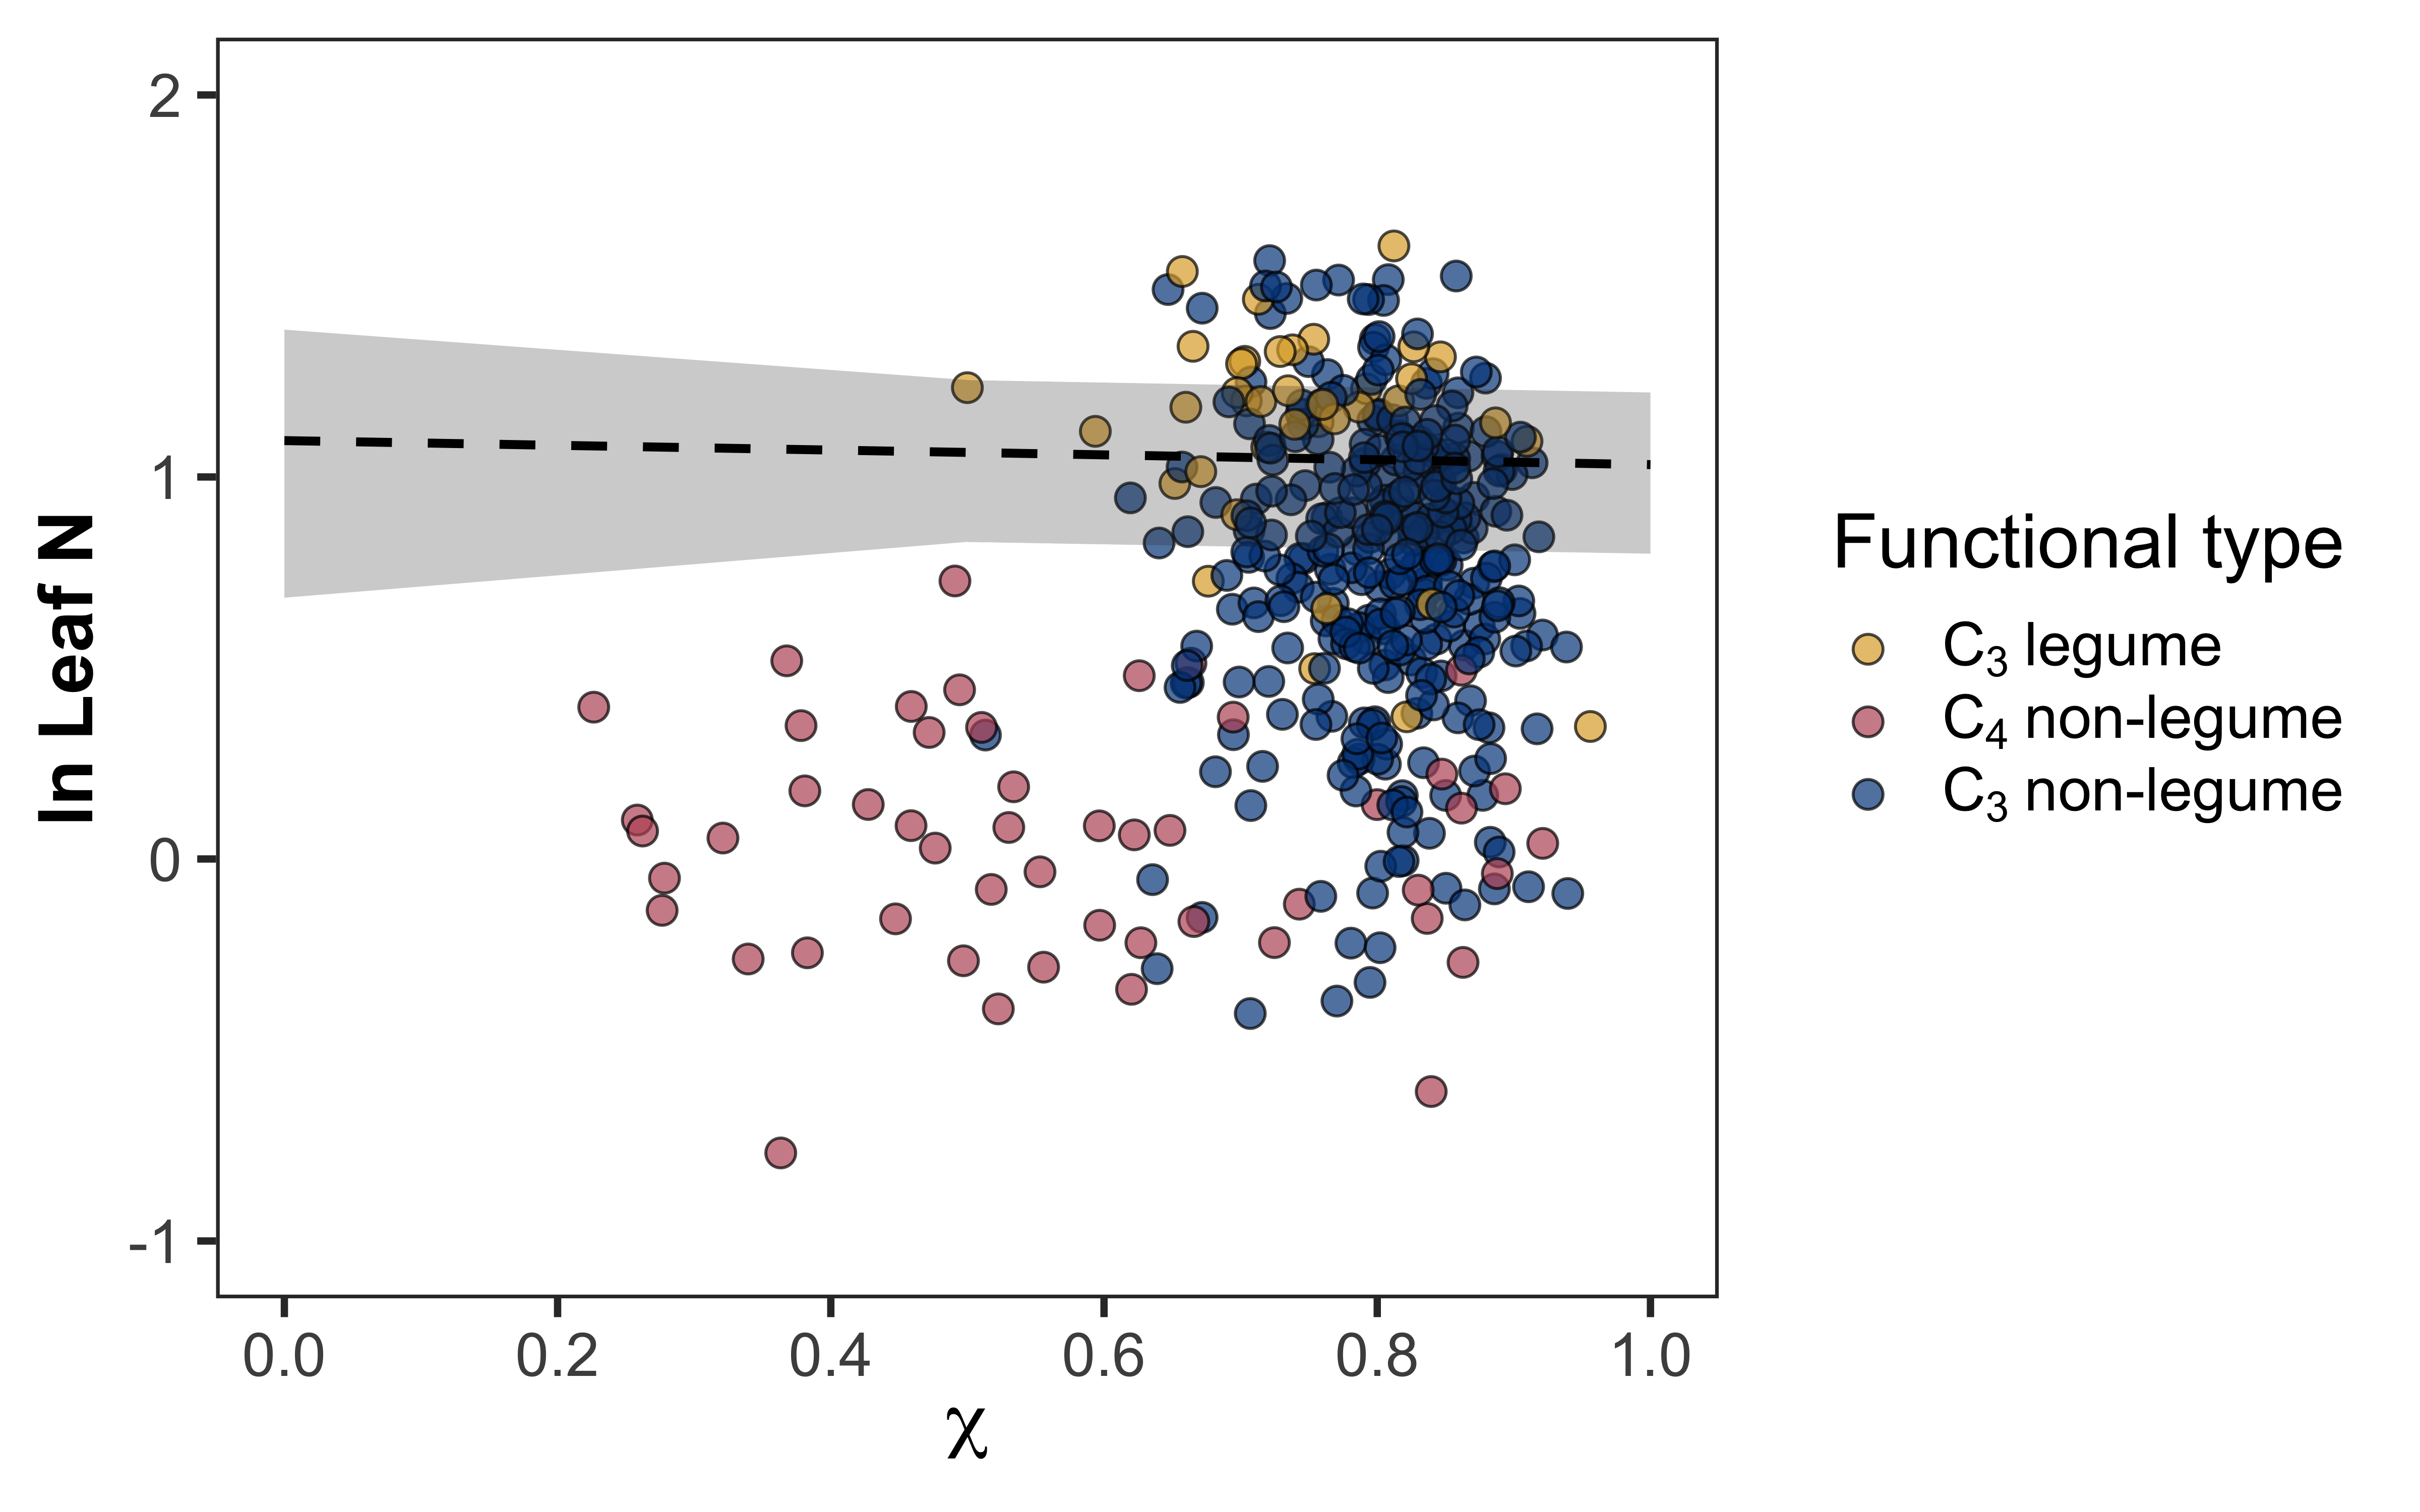 2
1
0
-1
ln Leaf N
0.0 0.2 0.4 0.6 0.8 1.0
χ
Functional type
C₃ legume
C₄ non-legume
C₃ non-legume